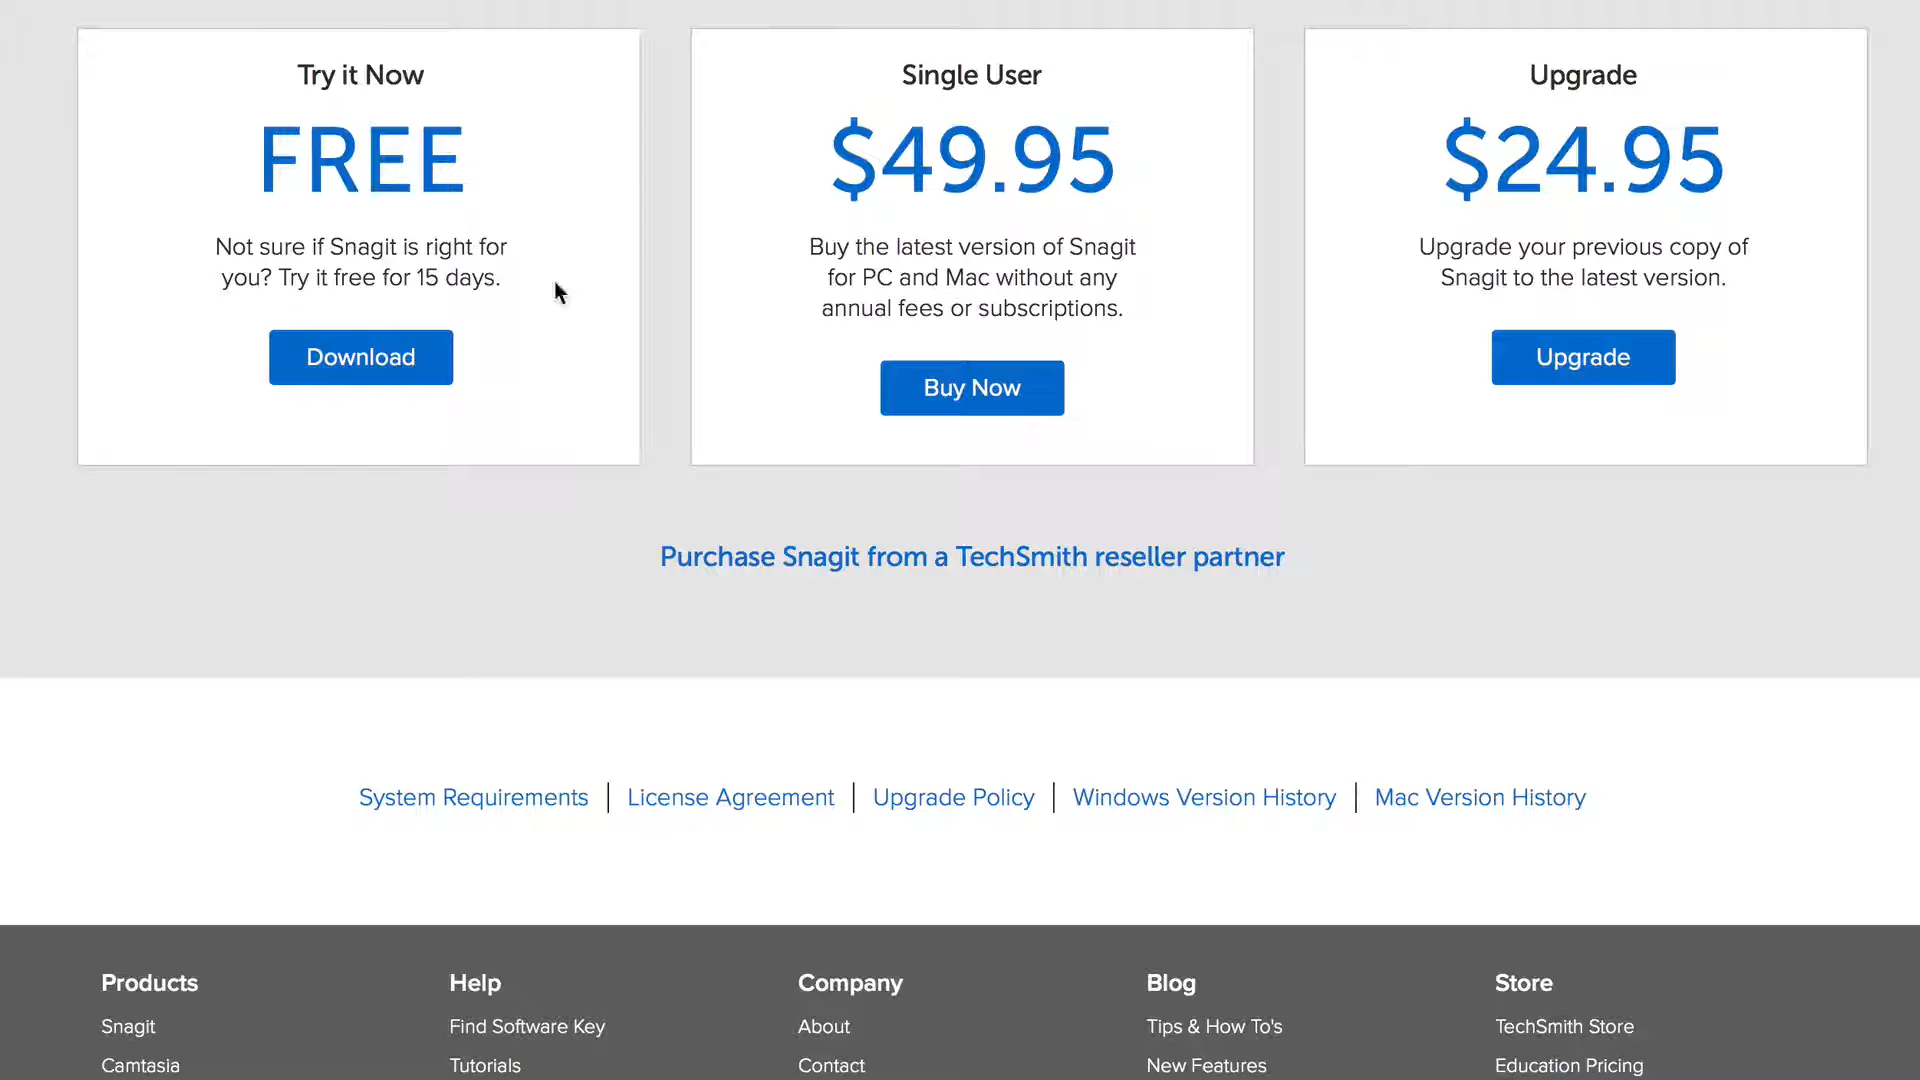 Try it Now
FREE
Not sure if Snagit is right for
you? Try it free for 15 days.
Download
Single User
$49.95
Buy the latest version of Snagit
for PC and Mac without any
annual fees or subscriptions.
Buy Now
Upgrade
$24.95
Upgrade your previous copy of
Snagit to the latest version.
Upgrade
Purchase Snagit from a TechSmith reseller partner
System Requirements | License Agreement | Upgrade Policy | Windows Version History | Mac Version History
Products
Snagit
Camtasia
Help
Find Software Key
Tutorials
Company
About
Contact
Blog
Tips & How To's
New Features
Store
TechSmith Store
Education Pricing